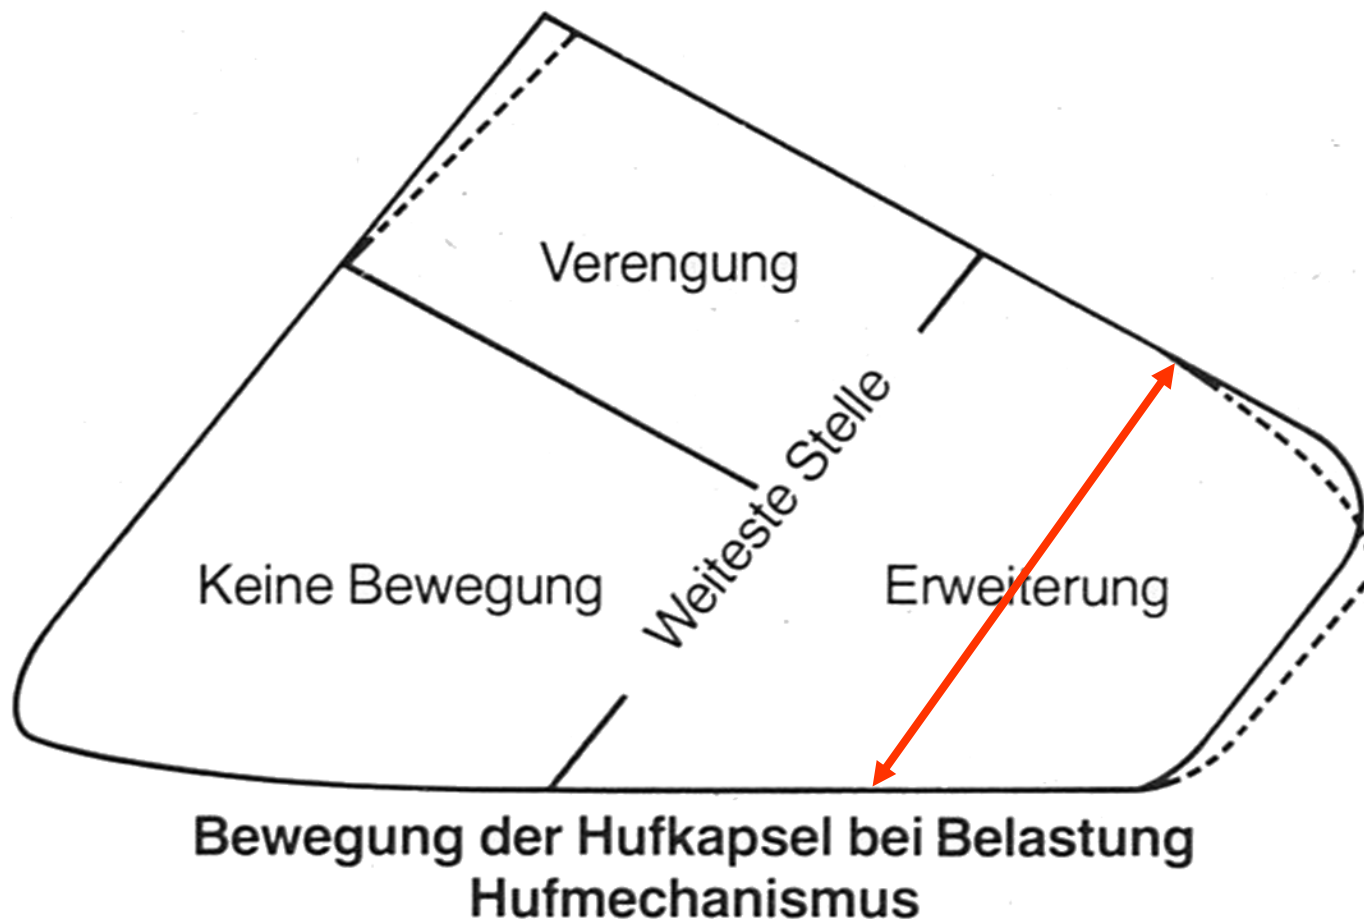 Verengung
Weiteste Stelle
Keine Bewegung
Erweiterung
Bewegung der Hufkapsel bei Belastung
Hufmechanismus